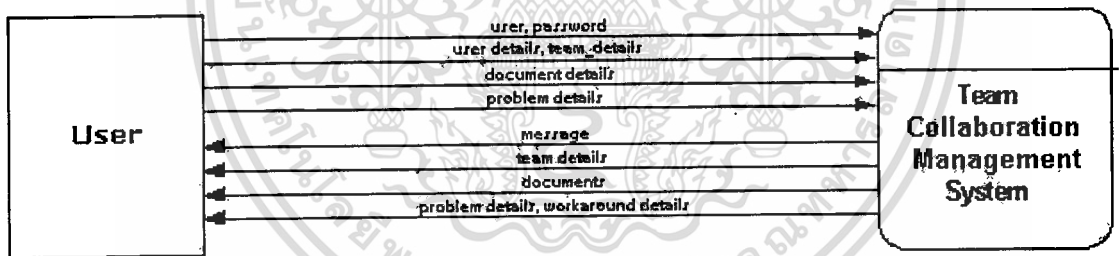 user, password
user details, team_details
document details
problem details
User
message
team details
documents
problem details, workaround details
Team
Collaboration
Management
System